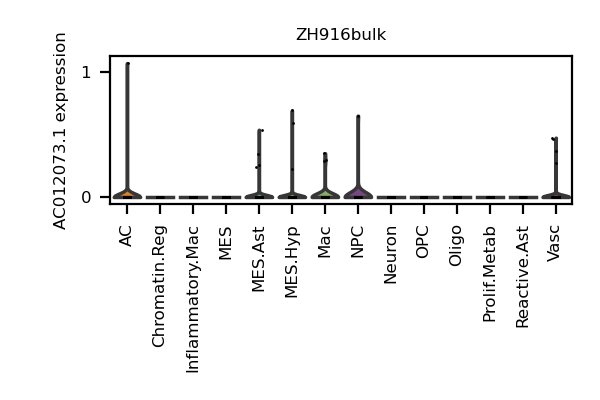 ZH916bulk
AC012073.1 expression
1
0
AC
Chromatin.Reg
Inflammatory.Mac
MES
MES.Ast
MES.Hyp
Mac
NPC
Neuron
OPC
Oligo
Prolif.Metab
Reactive.Ast
Vasc